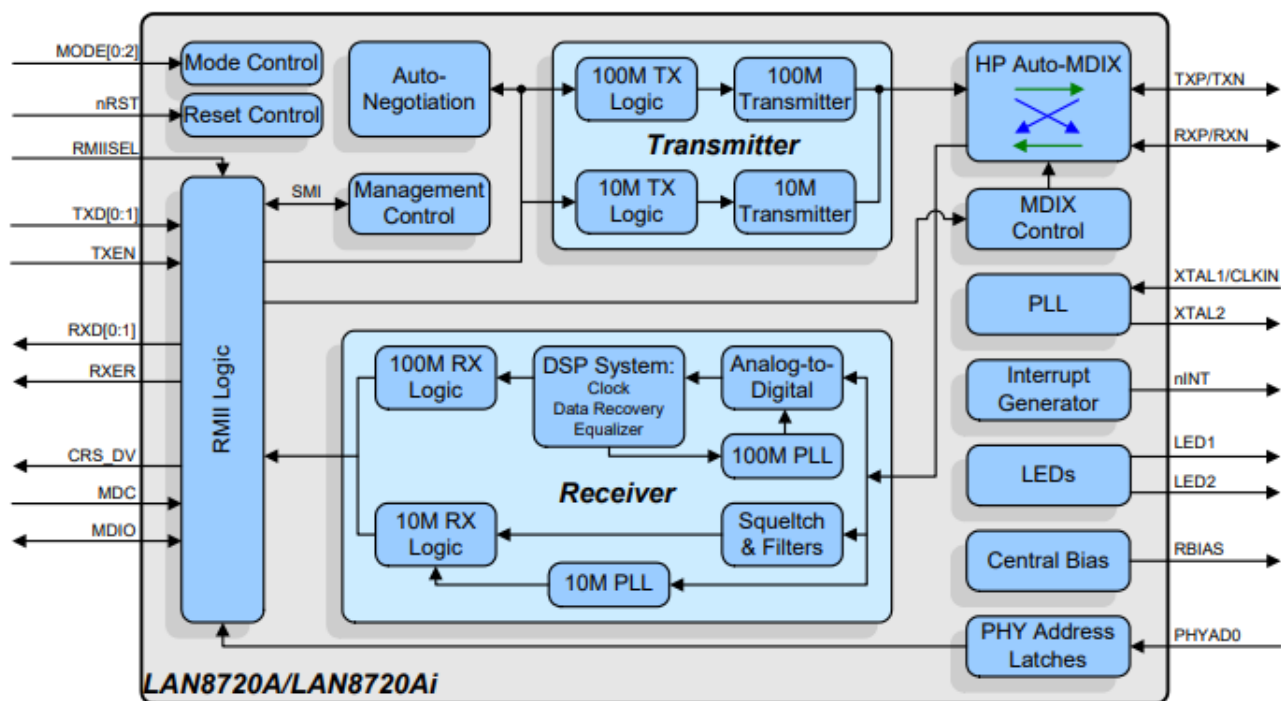 MODE[0:2]
nRST
RMIISEL
TXD[0:1]
TXEN
RXD[0:1]
RXER
CRS_DV
MDC
MDIO
Mode Control
Reset Control
RMII Logic
SMI
Auto-
Negotiation
Management
Control
100M TX
Logic
100M
Transmitter
Transmitter
10M TX
Logic
10M
Transmitter
100M RX
Logic
DSP System:
Clock
Data Recovery
Equalizer
Analog-to-
Digital
100M PLL
Receiver
10M RX
Logic
Squeltch
& Filters
10M PLL
HP Auto-MDIX
MDIX
Control
PLL
Interrupt
Generator
LEDs
Central Bias
PHY Address
Latches
TXP/TXN
RXP/RXN
XTAL1/CLKIN
XTAL2
nINT
LED1
LED2
RBIAS
PHYAD0
LAN8720A/LAN8720Ai